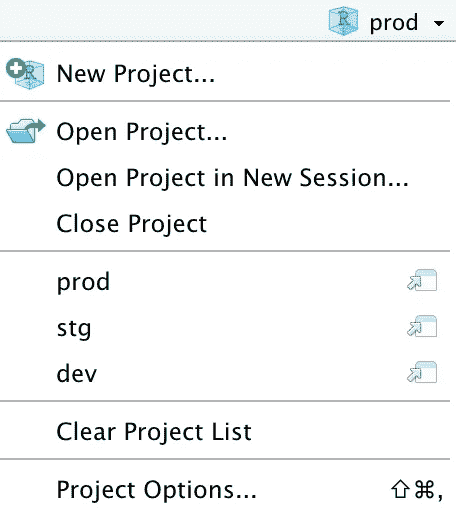 prod
New Project...
Open Project...
Open Project in New Session...
Close Project
prod
stg
dev
Clear Project List
Project Options... ⇧⌘,